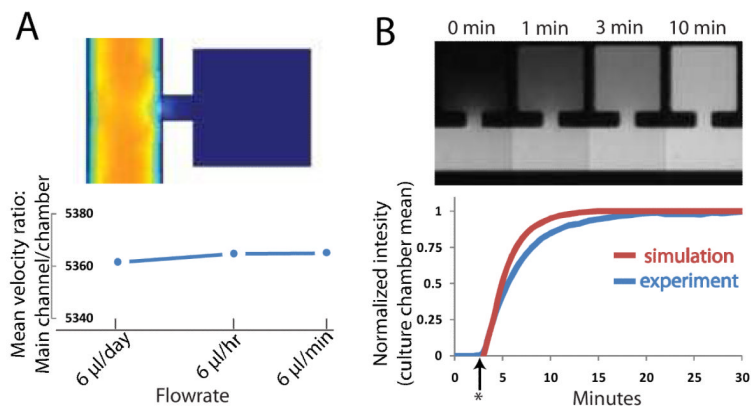 A
Mean velocity ratio:
Main channel/chamber
5380
5360
5340
6 µl/day
6 µl/hr
6 µl/min
Flowrate
B
0 min 1 min 3 min 10 min
Normalized intesity
(culture chamber mean)
1
0.75
0.5
0.25
0
simulation
experiment
0 5 10 15 20 25 30
*
Minutes